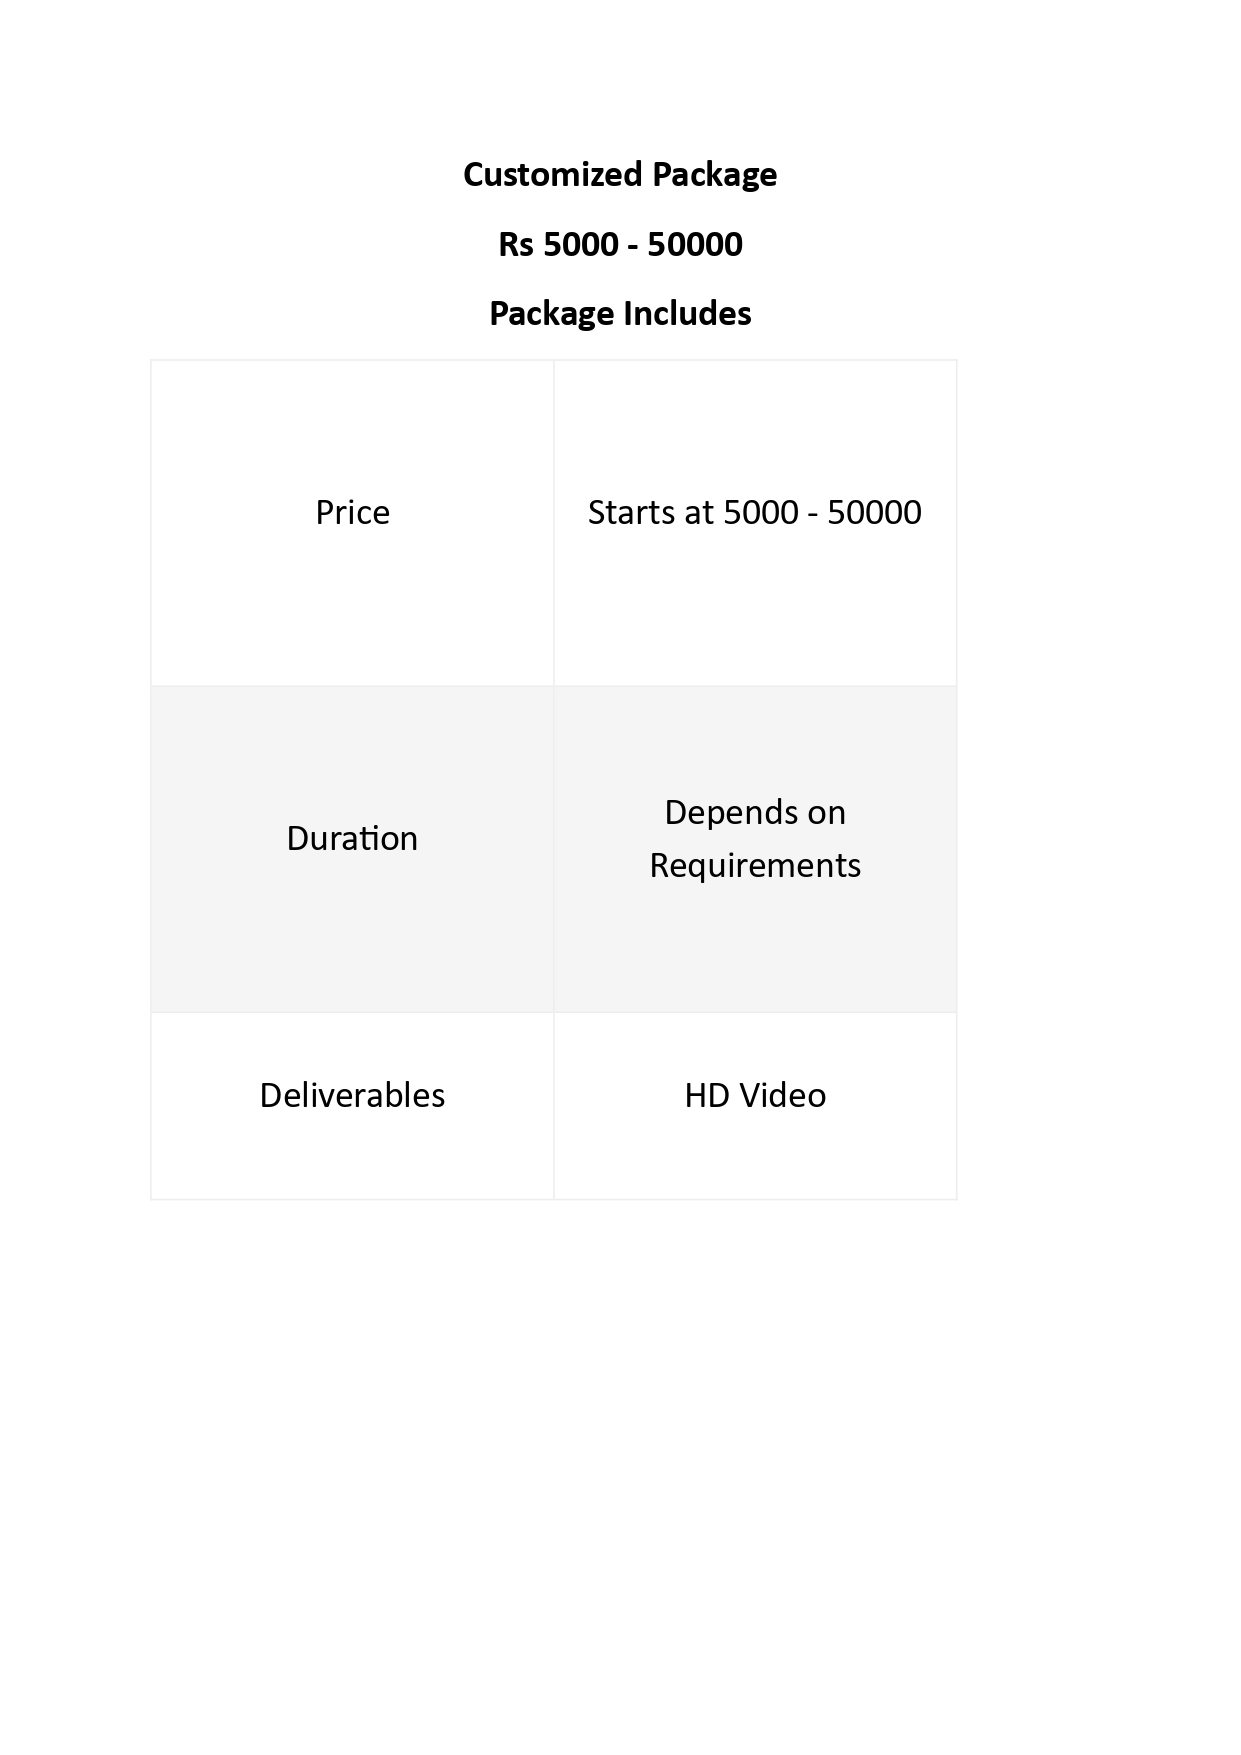 Customized Package
Rs 5000 - 50000
Package Includes
Price
Starts at 5000 - 50000
Duration
Depends on
Requirements
Deliverables
HD Video